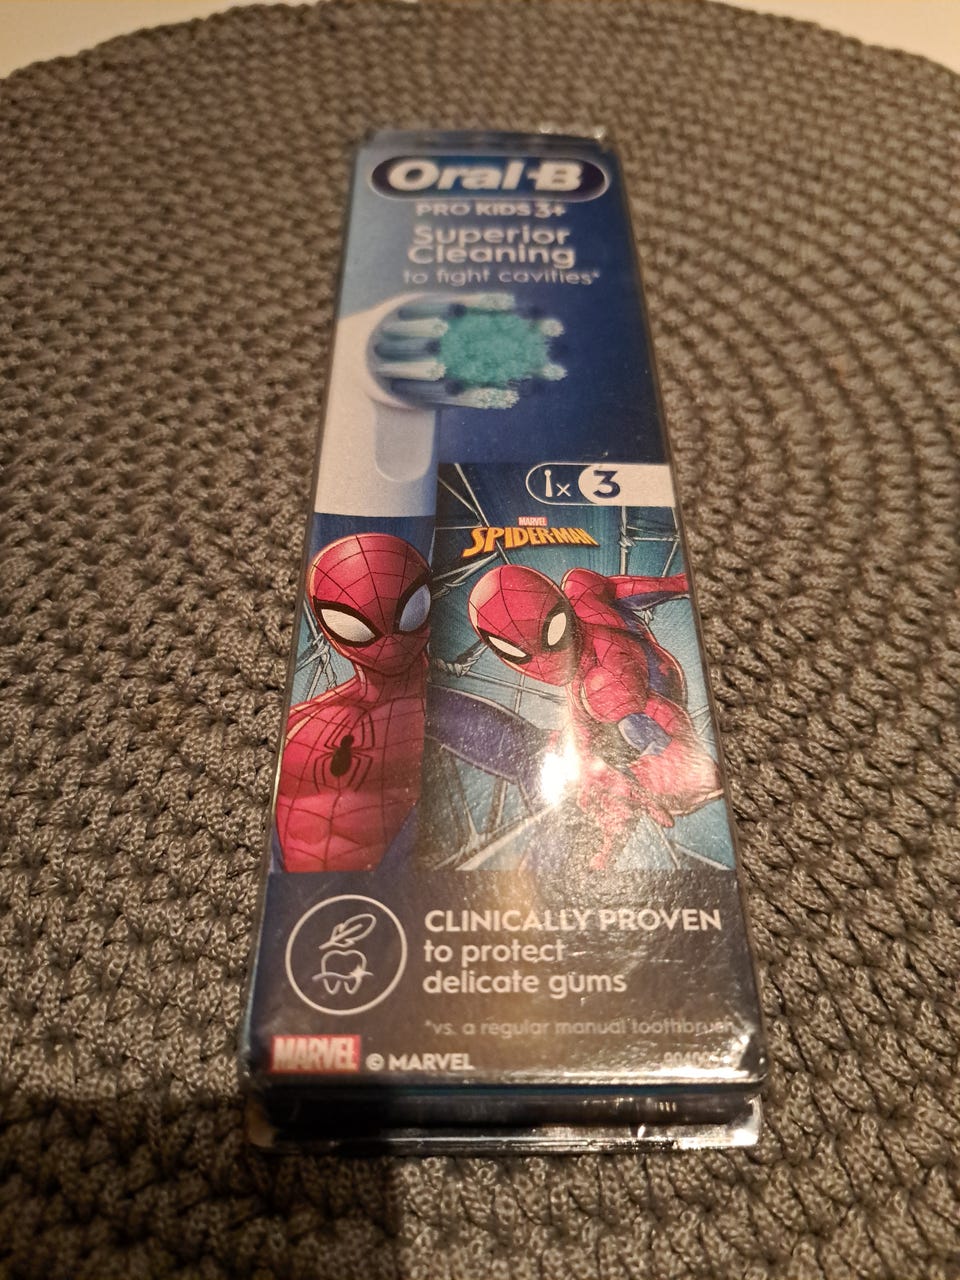 Oral-B
PRO KIDS 3+
Superior
Cleaning
to fight cavities*
1x 3
MARVEL
SPIDER-MAN
CLINICALLY PROVEN
to protect
delicate gums
*vs. a regular manual toothbrush
MARVEL © MARVEL